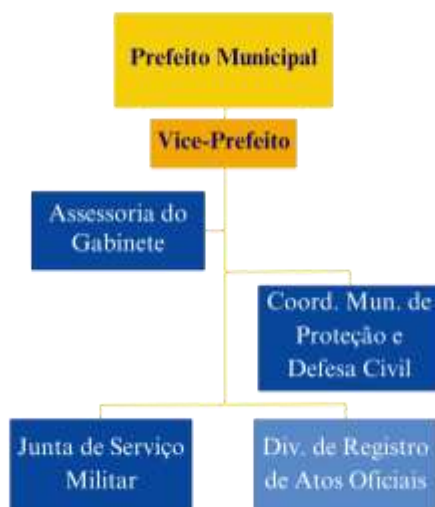 Prefeito Municipal
Vice-Prefeito
Assessoria do
Gabinete
Coord. Mun. de
Proteção e
Defesa Civil
Junta de Serviço
Militar
Div. de Registro
de Atos Oficiais